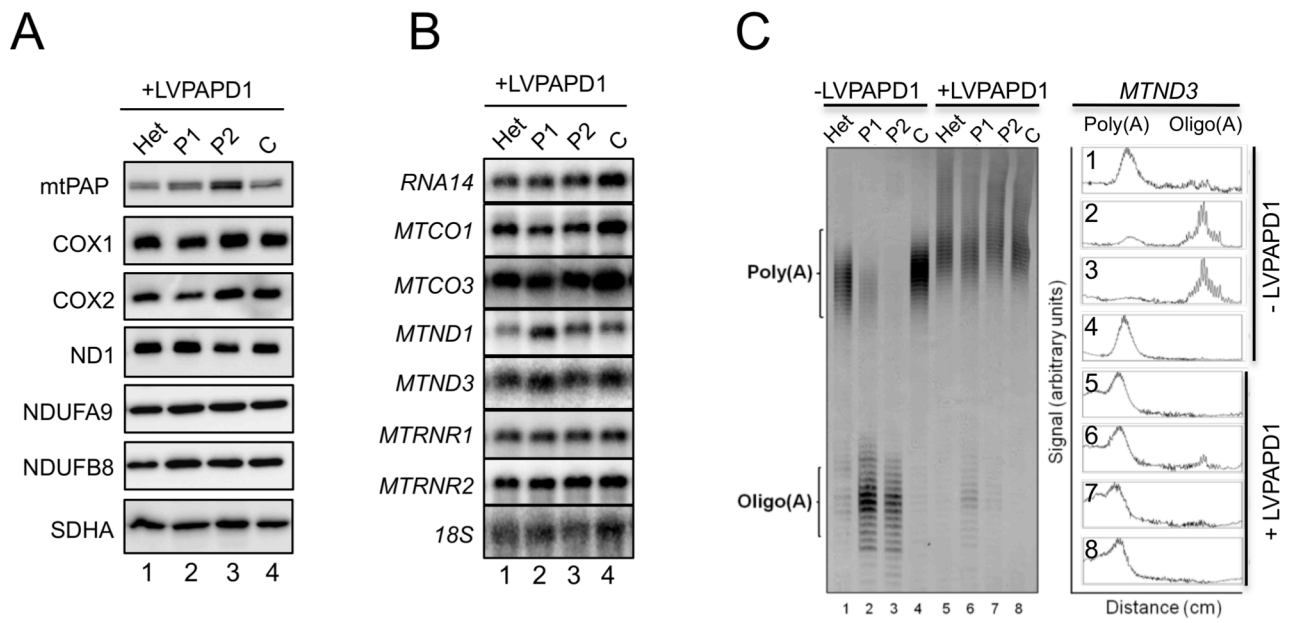 A
+LVPAPD1
Het P1 P2 C
mtPAP
COX1
COX2
ND1
NDUFA9
NDUFB8
SDHA
1 2 3 4
B
+LVPAPD1
Het P1 P2 C
RNA14
MTCO1
MTCO3
MTND1
MTND3
MTRNR1
MTRNR2
18S
1 2 3 4
C
-LVPAPD1 +LVPAPD1
Het P1 P2 C Het P1 P2 C
Poly(A)
Oligo(A)
1 2 3 4 5 6 7 8
MTND3
Poly(A) Oligo(A)
1
2
3
4
5
6
7
8
Signal (arbitrary units)
- LVPAPD1
+ LVPAPD1
Distance (cm)